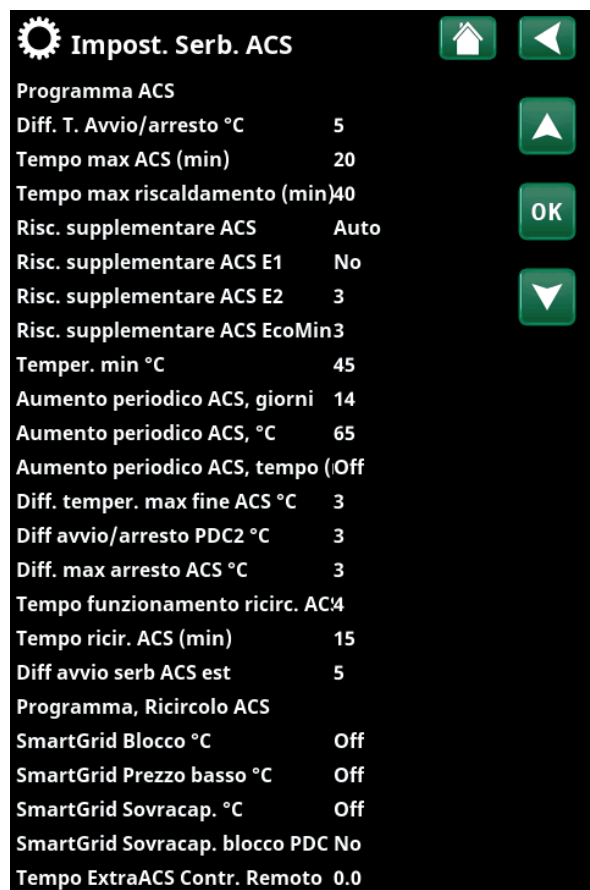 Impost. Serb. ACS
Programma ACS
Diff. T. Avvio/arresto °C 5
Tempo max ACS (min) 20
Tempo max riscaldamento (min) 40
Risc. supplementare ACS Auto
Risc. supplementare ACS E1 No
Risc. supplementare ACS E2 3
Risc. supplementare ACS EcoMin 3
Temper. min °C 45
Aumento periodico ACS, giorni 14
Aumento periodico ACS, °C 65
Aumento periodico ACS, tempo ( Off
Diff. temper. max fine ACS °C 3
Diff avvio/arresto PDC2 °C 3
Diff. max arresto ACS °C 3
Tempo funzionamento ricirc. ACS 4
Tempo ricir. ACS (min) 15
Diff avvio serb ACS est 5
Programma, Ricircolo ACS
SmartGrid Blocco °C Off
SmartGrid Prezzo basso °C Off
SmartGrid Sovracap. °C Off
SmartGrid Sovracap. blocco PDC No
Tempo ExtraACS Contr. Remoto 0.0
OK